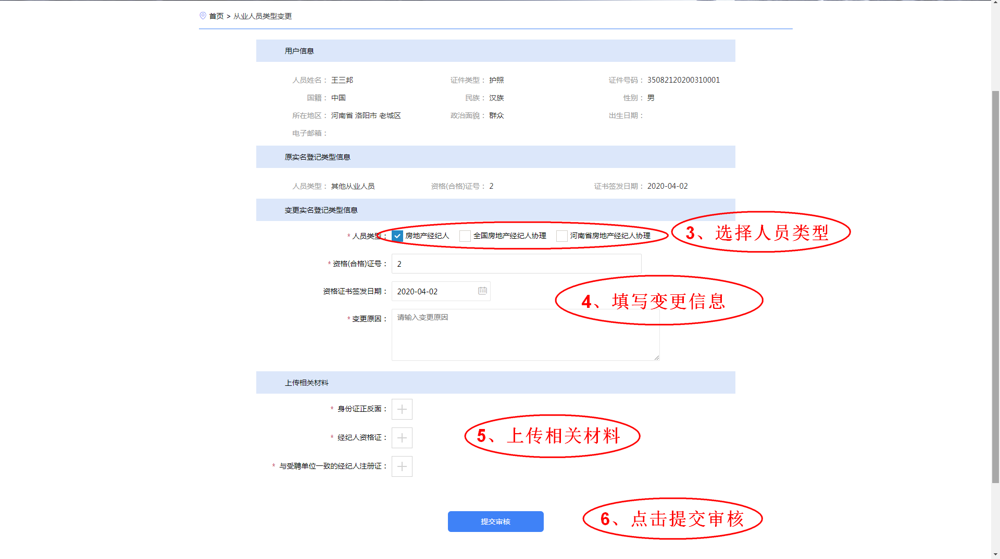 首页 > 从业人员类型变更
用户信息
人员姓名： 王三邦 证件类型： 护照 证件号码： 35082120200310001
国籍： 中国 民族： 汉族 性别： 男
所在地区： 河南省 洛阳市 老城区 政治面貌： 群众 出生日期：
电子邮箱：
原实名登记类型信息
人员类型： 其他从业人员 资格(合格)证号： 2 证书签发日期： 2020-04-02
变更实名登记类型信息
* 人员类型： 房地产经纪人 全国房地产经纪人协理 河南省房地产经纪人协理
3、选择人员类型
* 资格(合格)证号： 2
资格证书签发日期： 2020-04-02
4、填写变更信息
* 变更原因： 请输入变更原因
上传相关材料
* 身份证正反面：
* 经纪人资格证：
5、上传相关材料
* 与受聘单位一致的经纪人注册证：
提交审核
6、点击提交审核